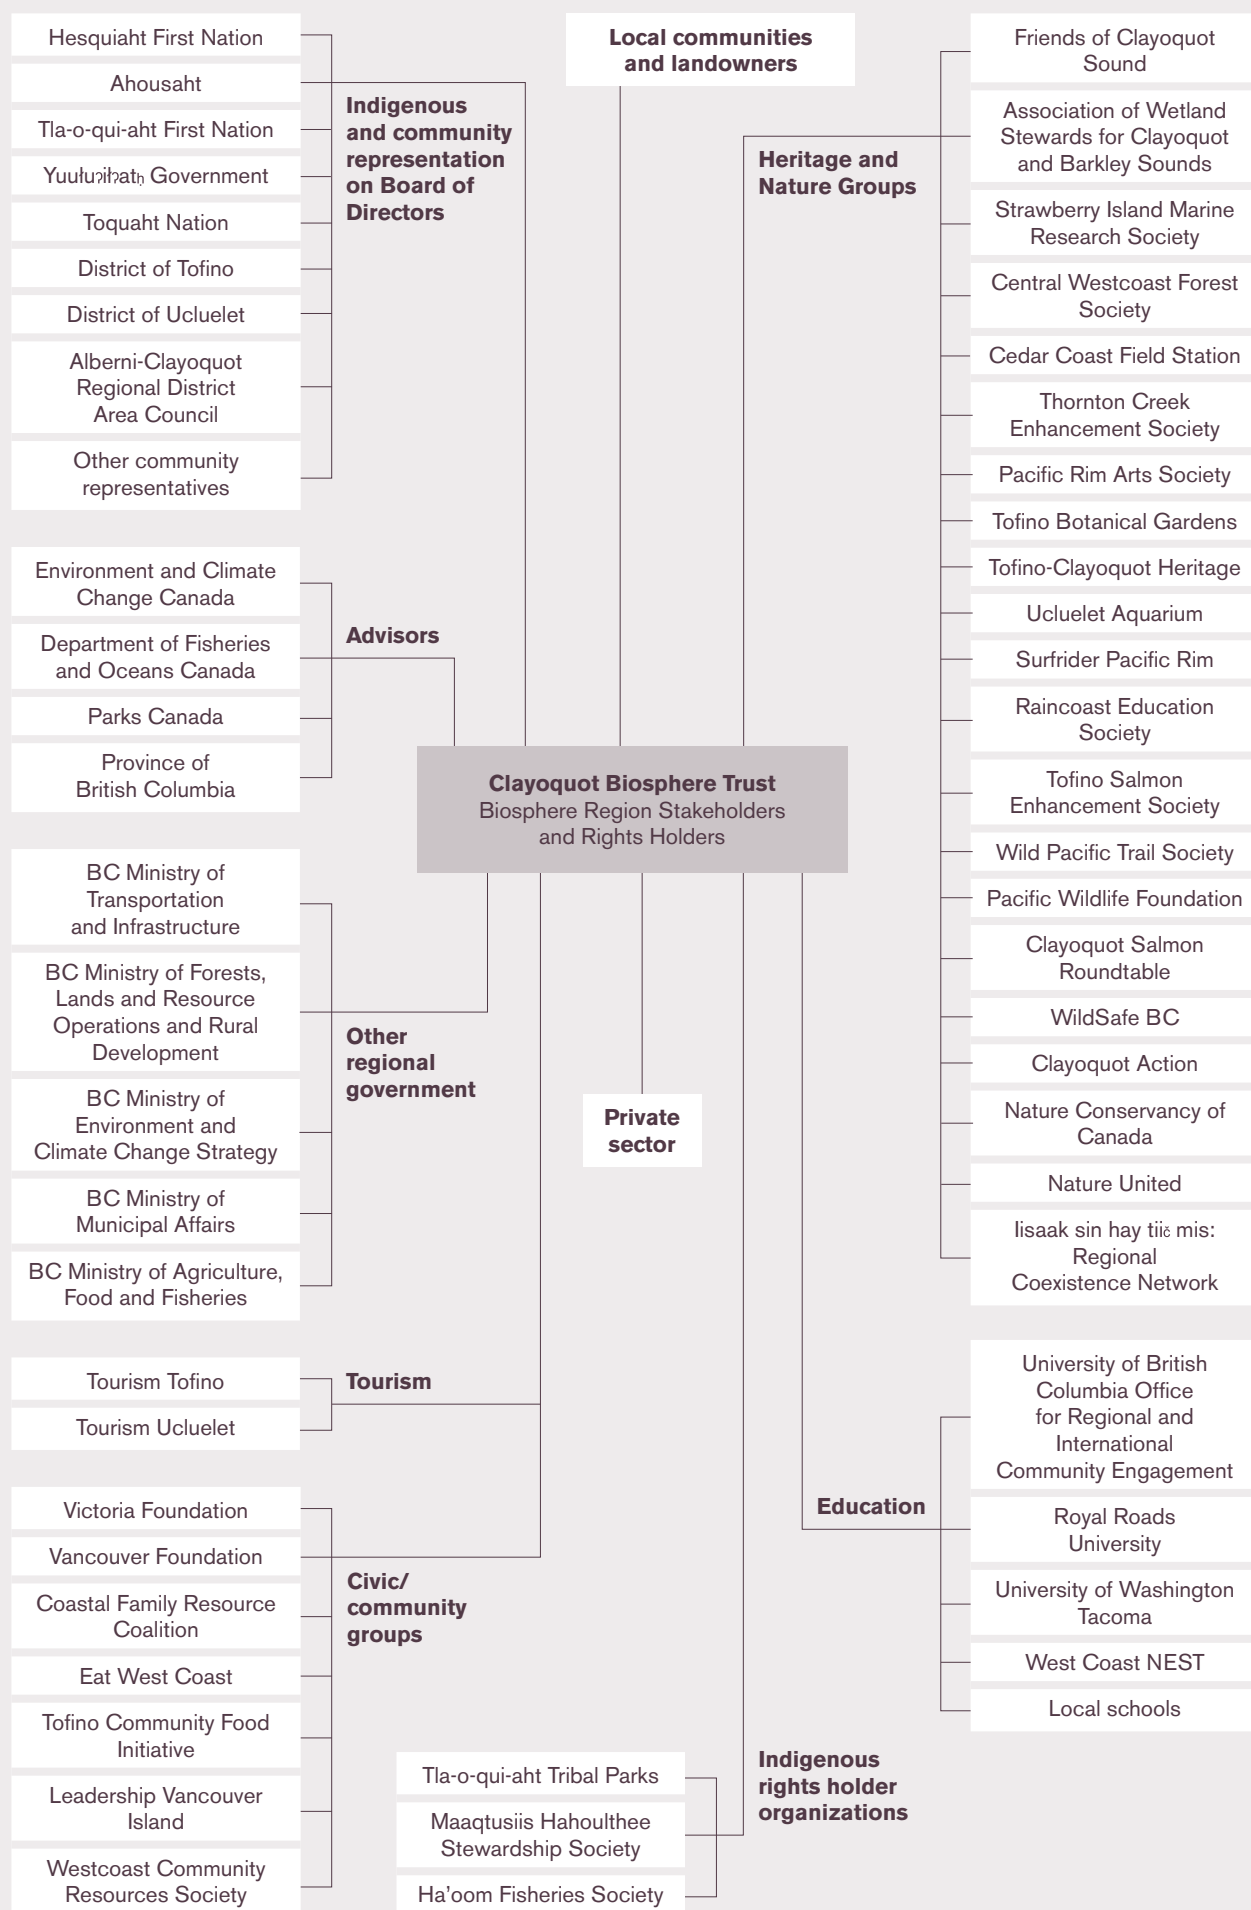 Hesquiaht First Nation
Ahousaht
Tla-o-qui-aht First Nation
Yuułuʔiłʔatḥ Government
Toquaht Nation
District of Tofino
District of Ucluelet
Alberni-Clayoquot
Regional District
Area Council
Other community
representatives
Indigenous
and community
representation
on Board of
Directors
Local communities
and landowners
Heritage and
Nature Groups
Friends of Clayoquot
Sound
Association of Wetland
Stewards for Clayoquot
and Barkley Sounds
Strawberry Island Marine
Research Society
Central Westcoast Forest
Society
Cedar Coast Field Station
Thornton Creek
Enhancement Society
Pacific Rim Arts Society
Tofino Botanical Gardens
Tofino-Clayoquot Heritage
Ucluelet Aquarium
Surfrider Pacific Rim
Raincoast Education
Society
Tofino Salmon
Enhancement Society
Wild Pacific Trail Society
Pacific Wildlife Foundation
Clayoquot Salmon
Roundtable
WildSafe BC
Clayoquot Action
Nature Conservancy of
Canada
Nature United
Iisaak sin hay tiič mis:
Regional
Coexistence Network
Environment and Climate
Change Canada
Department of Fisheries
and Oceans Canada
Parks Canada
Province of
British Columbia
Advisors
Clayoquot Biosphere Trust
Biosphere Region Stakeholders
and Rights Holders
BC Ministry of
Transportation
and Infrastructure
BC Ministry of Forests,
Lands and Resource
Operations and Rural
Development
BC Ministry of
Environment and
Climate Change Strategy
BC Ministry of
Municipal Affairs
BC Ministry of Agriculture,
Food and Fisheries
Other
regional
government
Private
sector
Tourism Tofino
Tourism Ucluelet
Tourism
Victoria Foundation
Vancouver Foundation
Coastal Family Resource
Coalition
Eat West Coast
Tofino Community Food
Initiative
Leadership Vancouver
Island
Westcoast Community
Resources Society
Civic/
community
groups
Education
University of British
Columbia Office
for Regional and
International
Community Engagement
Royal Roads
University
University of Washington
Tacoma
West Coast NEST
Local schools
Tla-o-qui-aht Tribal Parks
Maaqtusiis Hahoulthee
Stewardship Society
Ha'oom Fisheries Society
Indigenous
rights holder
organizations